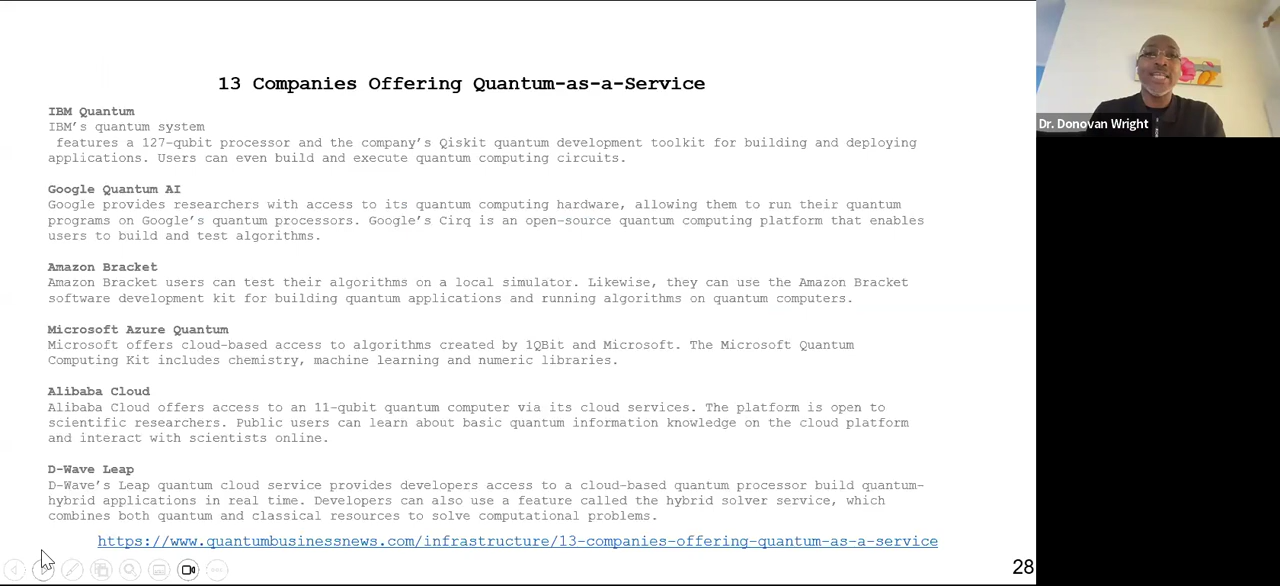 13 Companies Offering Quantum-as-a-Service
IBM Quantum
IBM's quantum system
features a 127-qubit processor and the company's Qiskit quantum development toolkit for building and deploying
applications. Users can even build and execute quantum computing circuits.
Google Quantum AI
Google provides researchers with access to its quantum computing hardware, allowing them to run their quantum
programs on Google's quantum processors. Google's Cirq is an open-source quantum computing platform that enables
users to build and test algorithms.
Amazon Bracket
Amazon Bracket users can test their algorithms on a local simulator. Likewise, they can use the Amazon Bracket
software development kit for building quantum applications and running algorithms on quantum computers.
Microsoft Azure Quantum
Microsoft offers cloud-based access to algorithms created by 1QBit and Microsoft. The Microsoft Quantum
Computing Kit includes chemistry, machine learning and numeric libraries.
Alibaba Cloud
Alibaba Cloud offers access to an 11-qubit quantum computer via its cloud services. The platform is open to
scientific researchers. Public users can learn about basic quantum information knowledge on the cloud platform
and interact with scientists online.
D-Wave Leap
D-Wave's Leap quantum cloud service provides developers access to a cloud-based quantum processor build quantum-
hybrid applications in real time. Developers can also use a feature called the hybrid solver service, which
combines both quantum and classical resources to solve computational problems.
https://www.quantumbusinessnews.com/infrastructure/13-companies-offering-quantum-as-a-service
28
Dr. Donovan Wright